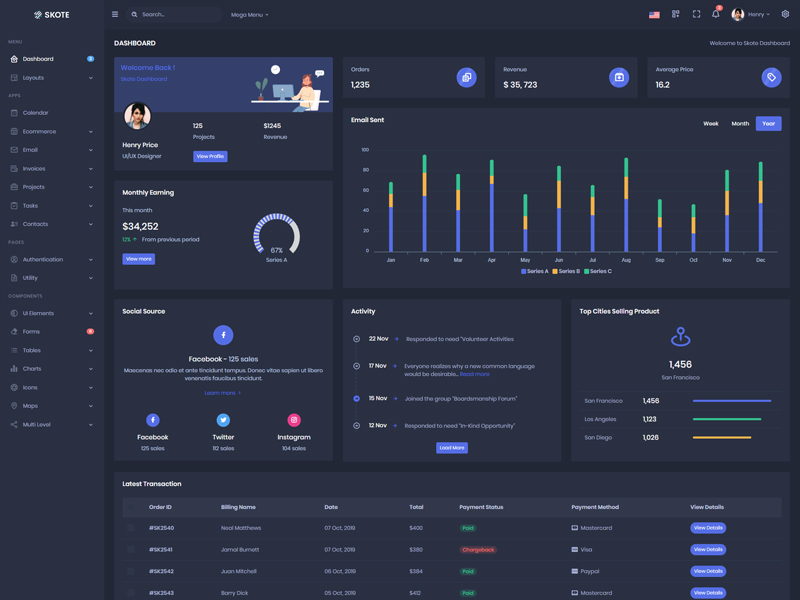 SKOTE
Search...
Mega Menu
3
Henry
MENU
Dashboard
Layouts
APPS
Calendar
Ecommerce
Email
Invoices
Projects
Tasks
Contacts
PAGES
Authentication
Utility
COMPONENTS
UI Elements
Forms
Tables
Charts
Icons
Maps
Multi Level
DASHBOARD
Welcome to Skote Dashboard
Welcome Back !
Skote Dashboard
Henry Price
UI/UX Designer
125
Projects
$1245
Revenue
View Profile
Orders
1,235
Revenue
$ 35, 723
Average Price
16.2
Monthly Earning
This month
$34,252
12% From previous period
View more
67%
Series A
Email Sent
Week Month Year
100
80
60
40
20
0
Jan Feb Mar Apr May Jun Jul Aug Sep Oct Nov Dec
Series A Series B Series C
Social Source
Facebook - 125 sales
Maecenas nec odio et ante tincidunt tempus. Donec vitae sapien ut libero
venenatis faucibus tincidunt.
Learn more
Facebook Twitter Instagram
125 sales 112 sales 104 sales
Activity
22 Nov Responded to need "Volunteer Activities
17 Nov Everyone realizes why a new common language
would be desirable... Read more
15 Nov Joined the group "Boardsmanship Forum"
12 Nov Responded to need "In-Kind Opportunity"
Load More
Top Cities Selling Product
1,456
San Francisco
San Francisco 1,456
Los Angeles 1,123
San Diego 1,026
Latest Transaction
Order ID Billing Name Date Total Payment Status Payment Method View Details
#SK2540 Neal Matthews 07 Oct, 2019 $400 Paid Mastercard View Details
#SK2541 Jamal Burnett 07 Oct, 2019 $380 Chargeback Visa View Details
#SK2542 Juan Mitchell 06 Oct, 2019 $384 Paid Paypal View Details
#SK2543 Barry Dick 05 Oct, 2019 $412 Paid Mastercard View Details